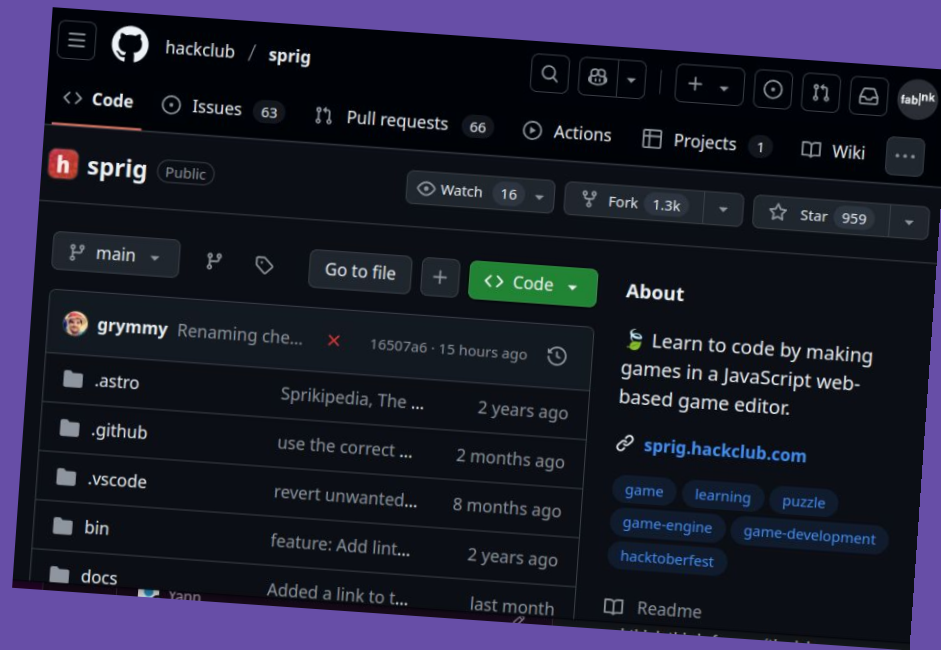 hackclub / sprig
fab|nk
Code
Issues 63
Pull requests 66
Actions
Projects 1
Wiki
h sprig Public
Watch 16
Fork 1.3k
Star 959
main
Go to file
Code
grymmy Renaming che... 16507a6 · 15 hours ago
.astro Sprikipedia, The ... 2 years ago
.github use the correct ... 2 months ago
.vscode revert unwanted... 8 months ago
bin feature: Add lint... 2 years ago
docs Added a link to t... last month
Yann
About
🍃 Learn to code by making
games in a JavaScript web-
based game editor.
sprig.hackclub.com
game learning puzzle
game-engine game-development
hacktoberfest
Readme